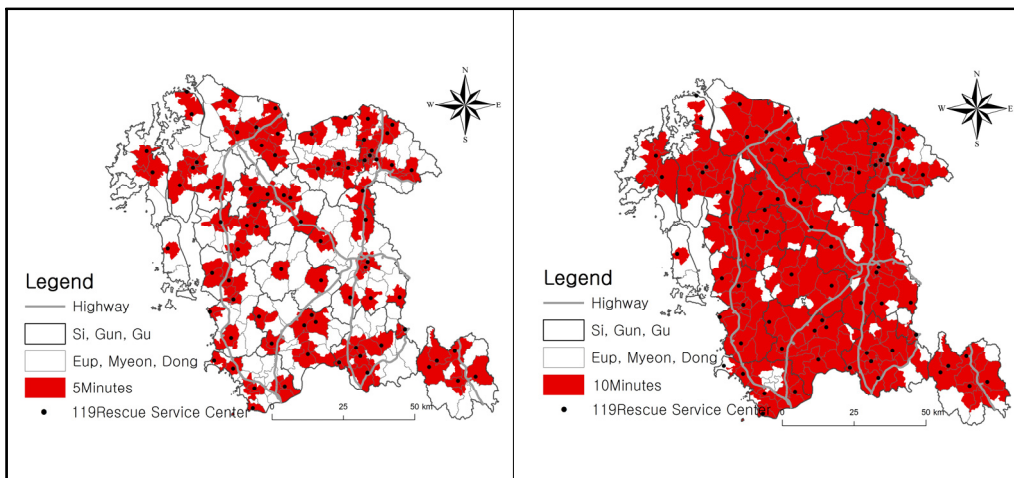 N
W
E
S
Legend
Highway
Si, Gun, Gu
Eup, Myeon, Dong
5Minutes
119Rescue Service Center
0
25
50 km
N
W
E
S
Legend
Highway
Si, Gun, Gu
Eup, Myeon, Dong
10Minutes
119Rescue Service Center
0
25
50 km